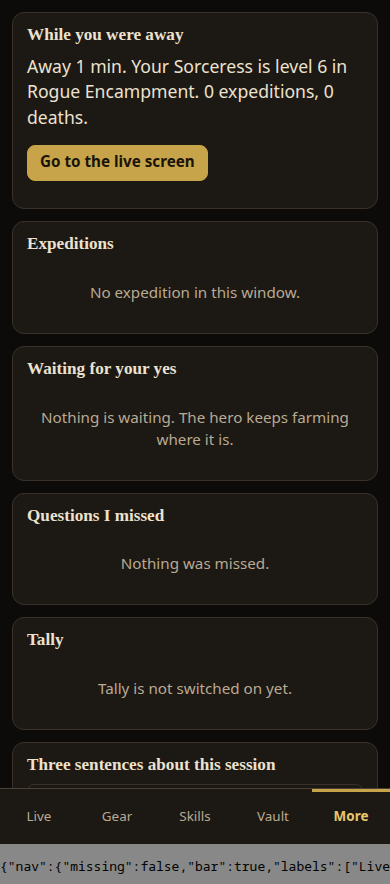 While you were away
Away 1 min. Your Sorceress is level 6 in
Rogue Encampment. 0 expeditions, 0
deaths.
Go to the live screen
Expeditions
No expedition in this window.
Waiting for your yes
Nothing is waiting. The hero keeps farming
where it is.
Questions I missed
Nothing was missed.
Tally
Tally is not switched on yet.
Three sentences about this session
Live Gear Skills Vault More
{"nav":{"missing":false,"bar":true,"labels":["Live